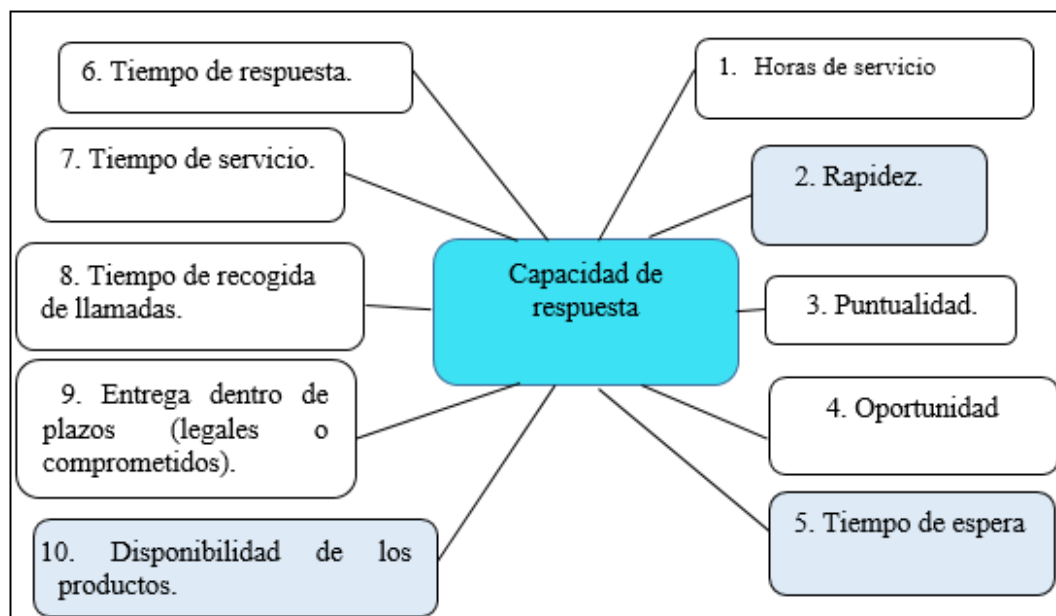 Capacidad de
respuesta
1. Horas de servicio
2. Rapidez.
3. Puntualidad.
4. Oportunidad
5. Tiempo de espera
6. Tiempo de respuesta.
7. Tiempo de servicio.
8. Tiempo de recogida
de llamadas.
9. Entrega dentro de
plazos (legales o
comprometidos).
10. Disponibilidad de los
productos.